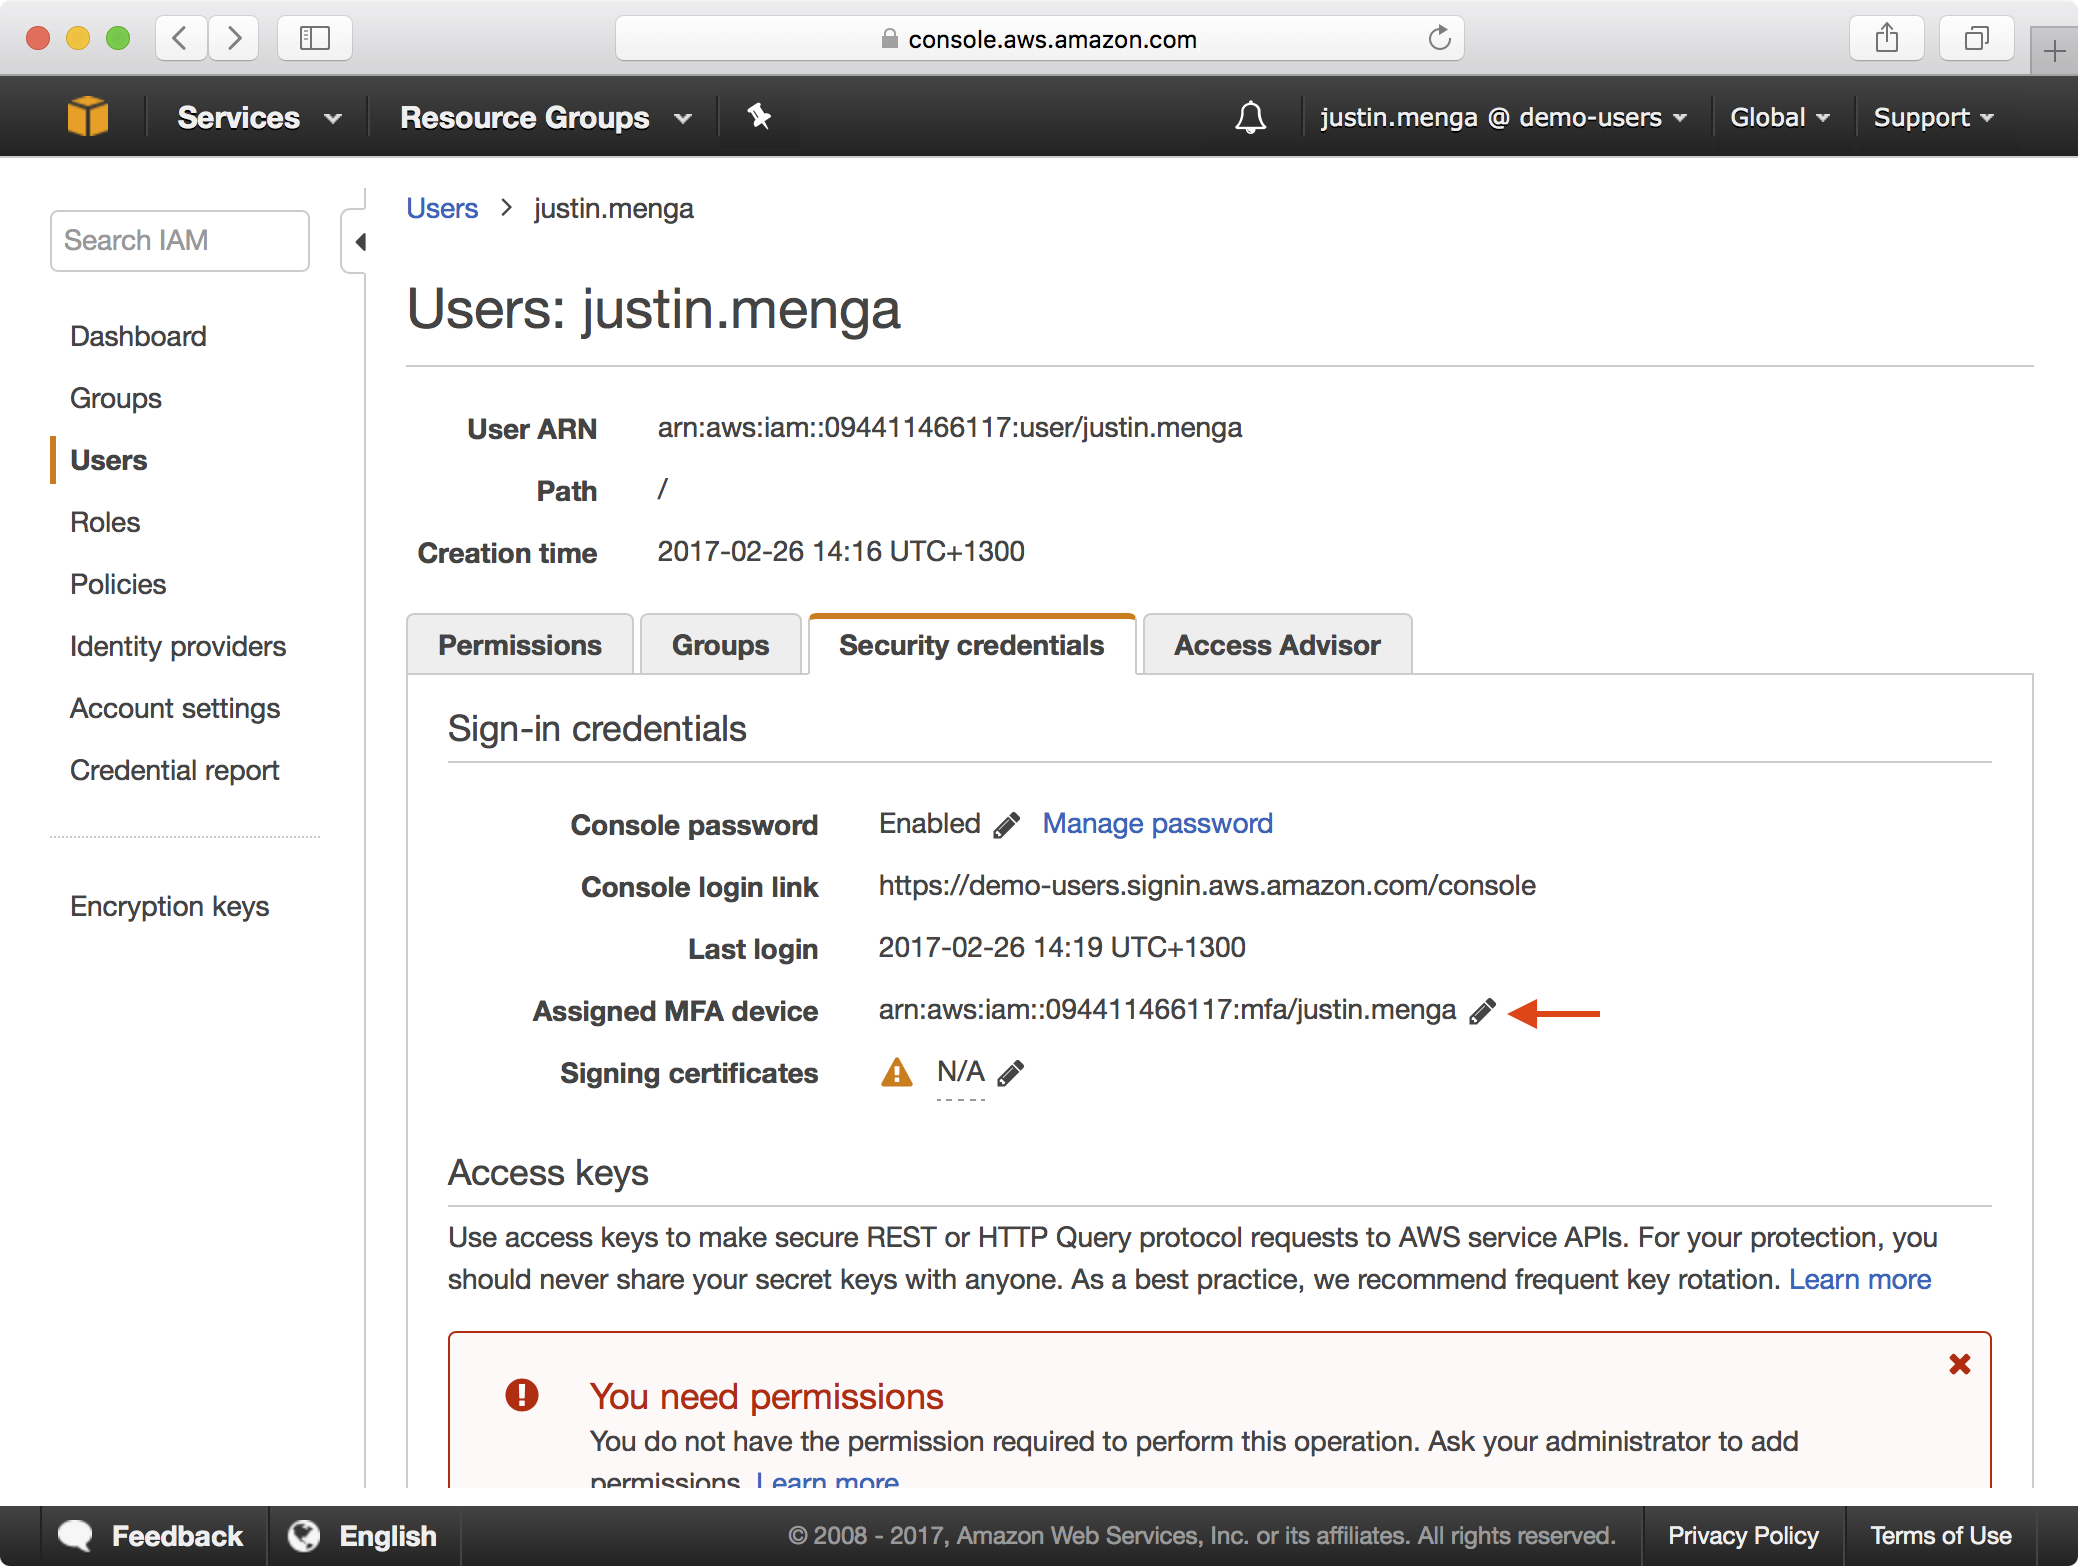 console.aws.amazon.com
Services
Resource Groups
justin.menga @ demo-users
Global
Support
Search IAM
Dashboard
Groups
Users
Roles
Policies
Identity providers
Account settings
Credential report
Encryption keys
Users > justin.menga
Users: justin.menga
User ARN arn:aws:iam::094411466117:user/justin.menga
Path /
Creation time 2017-02-26 14:16 UTC+1300
Permissions
Groups
Security credentials
Access Advisor
Sign-in credentials
Console password Enabled Manage password
Console login link https://demo-users.signin.aws.amazon.com/console
Last login 2017-02-26 14:19 UTC+1300
Assigned MFA device arn:aws:iam::094411466117:mfa/justin.menga
Signing certificates N/A
Access keys
Use access keys to make secure REST or HTTP Query protocol requests to AWS service APIs. For your protection, you
should never share your secret keys with anyone. As a best practice, we recommend frequent key rotation. Learn more
You need permissions
You do not have the permission required to perform this operation. Ask your administrator to add
permissions. Learn more
Feedback
English
© 2008 - 2017, Amazon Web Services, Inc. or its affiliates. All rights reserved.
Privacy Policy
Terms of Use